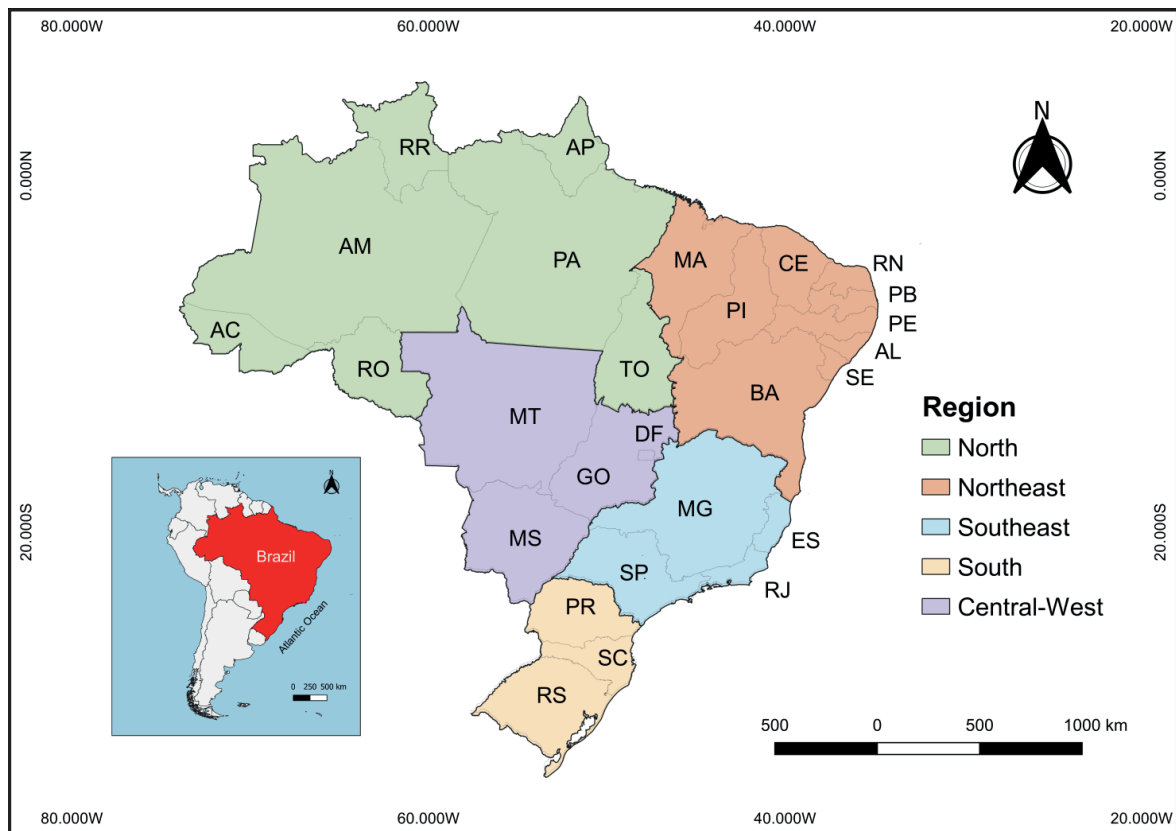 80.000W 60.000W 40.000W 20.000W
0.000N
0.000N
20.000S
20.000S
N
RR
AP
AM
PA
MA
CE
RN
PB
PI
PE
AC
AL
RO
TO
SE
BA
MT
DF
GO
MG
MS
ES
SP
RJ
PR
SC
RS
Region
North
Northeast
Southeast
South
Central-West
N
Brazil
Atlantic Ocean
0 250 500 km
500 0 500 1000 km
80.000W 60.000W 40.000W 20.000W